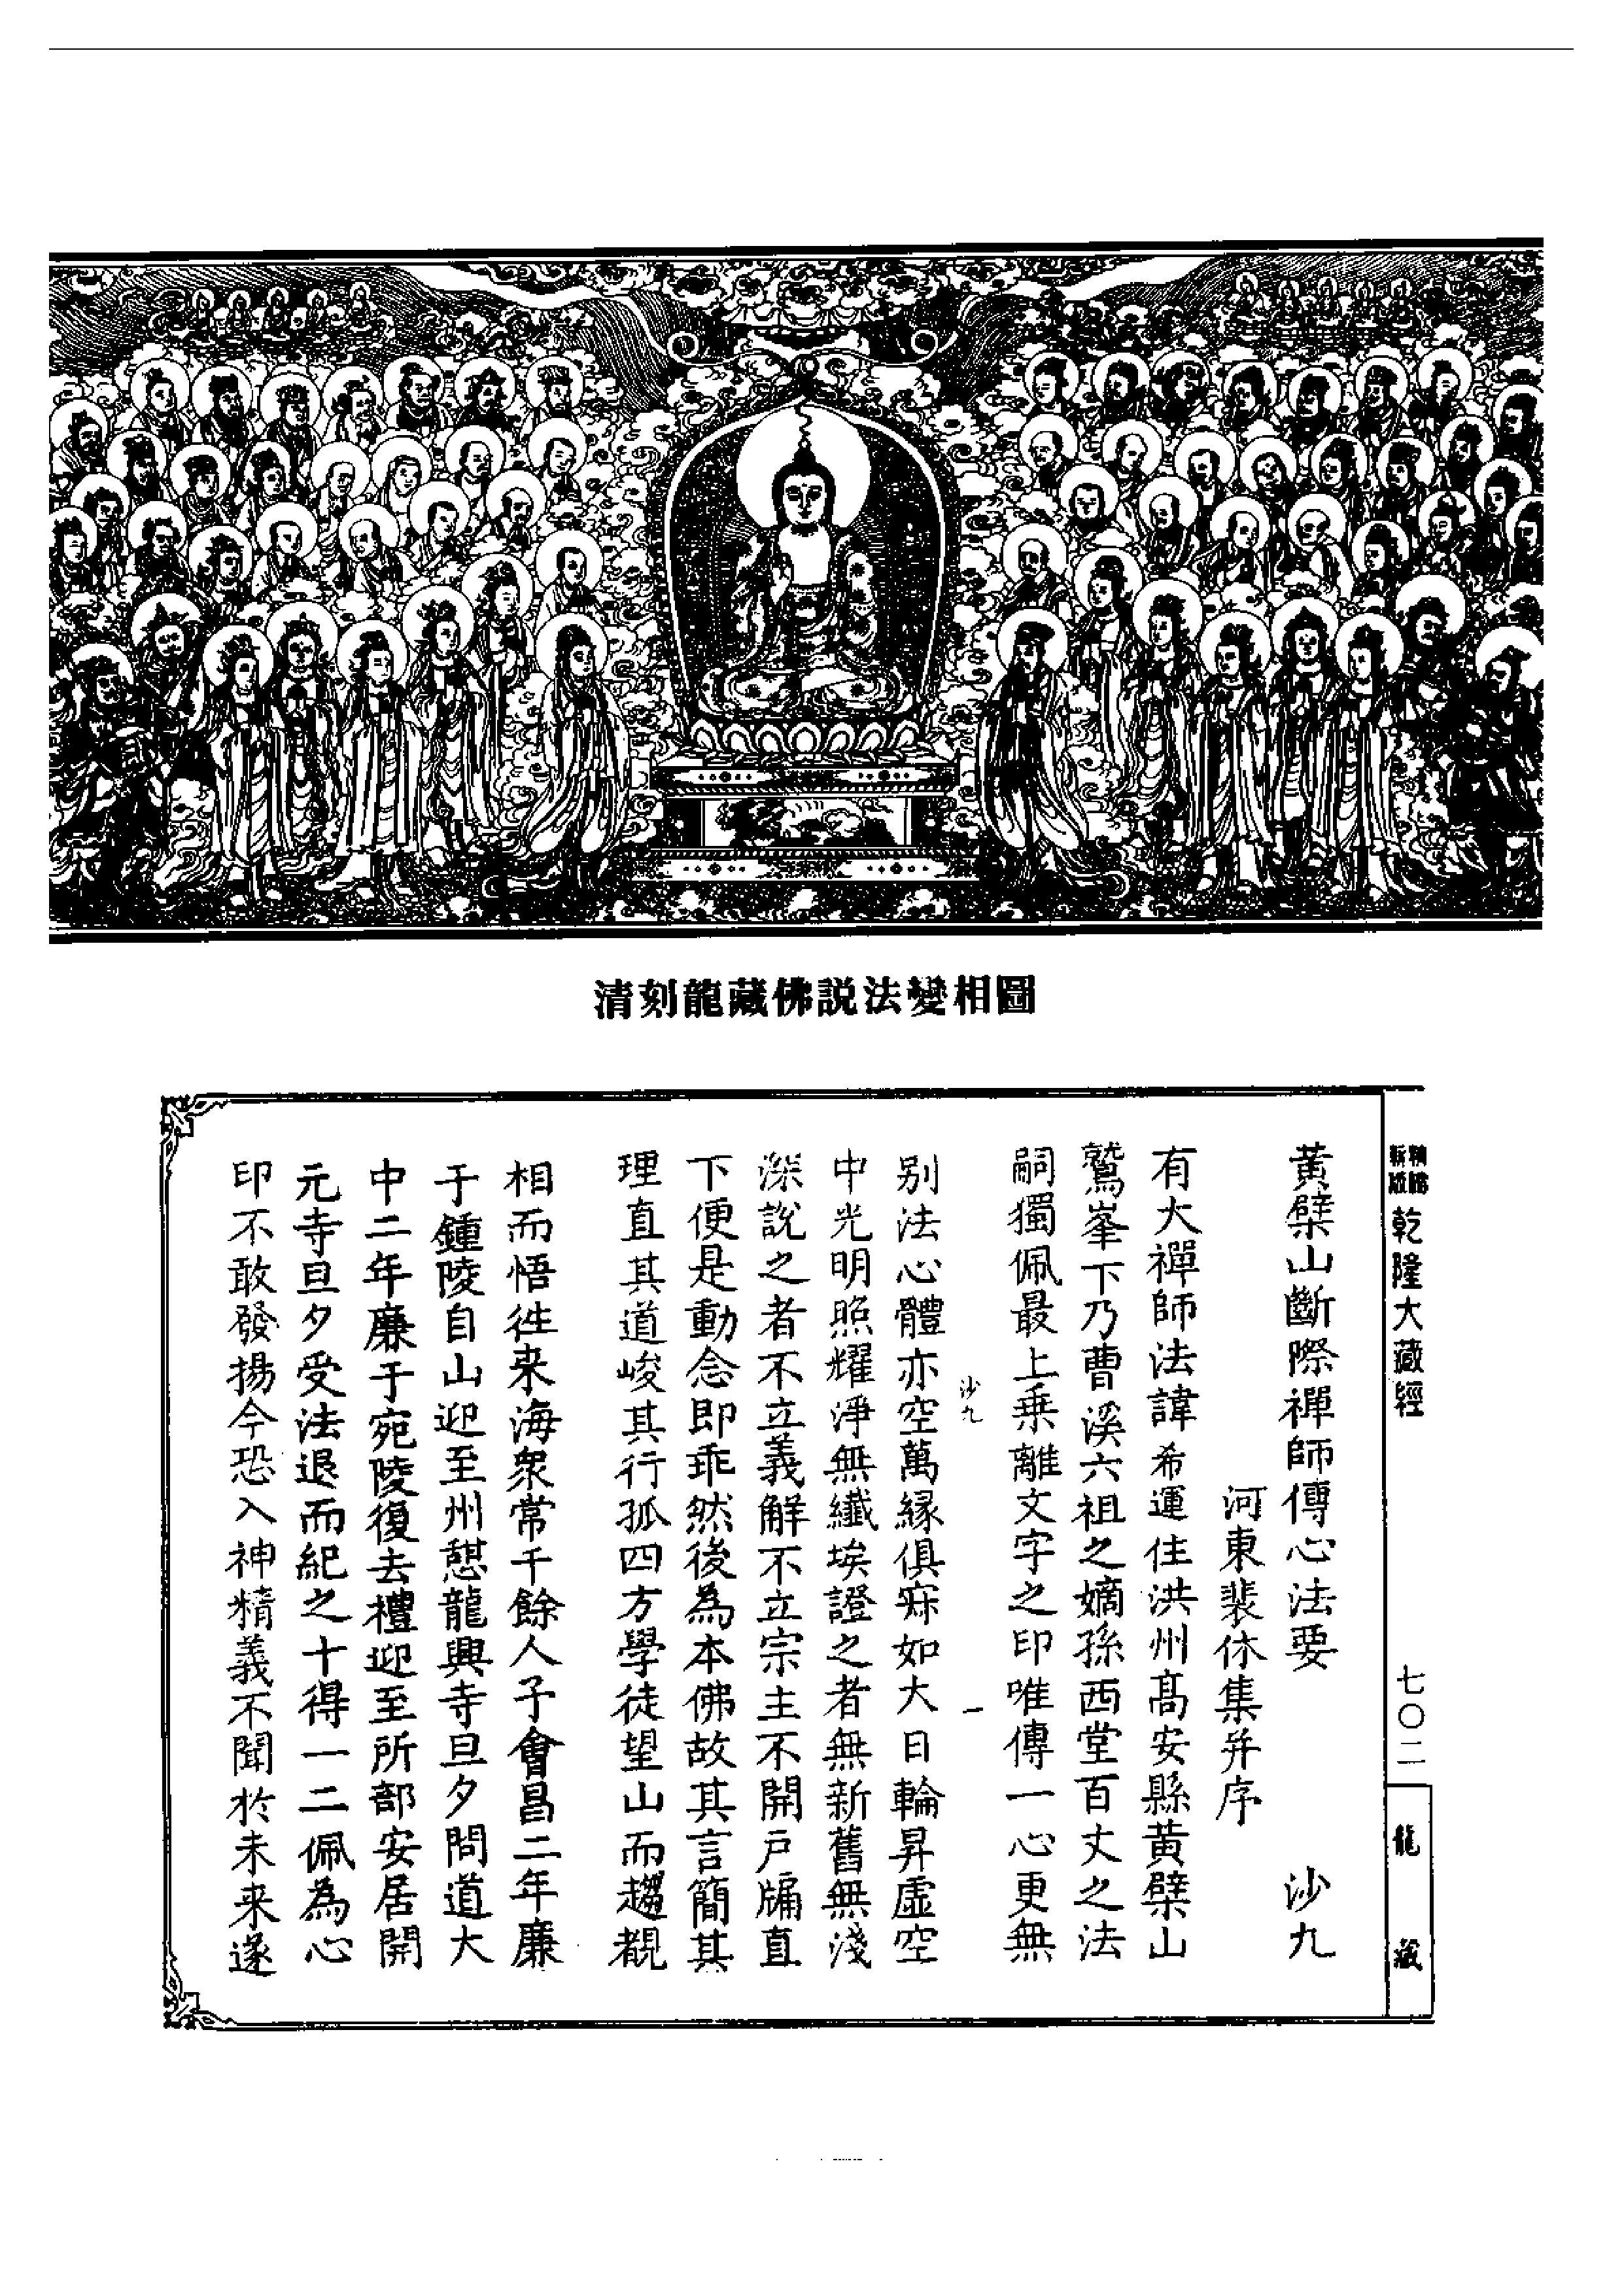 清刻龍藏佛説法變相圖
乾隆大藏經
七〇二
龍藏
黃檗山斷際禪師傳心法要 沙九
河東裴休集并序
有大禪師法諱希運住洪州高安縣黃檗山
鷲峯下乃曹溪六祖之嫡孫西堂百丈之法
嗣獨佩最上乗離文字之印唯傳一心更無
沙九 一
别法心體亦空萬緣俱寂如大日輪昇虛空
中光明照耀淨無纖埃證之者無新舊無淺
深說之者不立義解不立宗主不開戶牖直
下便是動念即乖然後為本佛故其言簡其
理直其道峻其行孤四方學徒望山而趨覩
相而悟徃来海衆常千餘人予會昌二年廉
于鍾陵自山迎至州憩龍興寺旦夕問道大
中二年廉于宛陵復去禮迎至所部安居開
元寺旦夕受法退而紀之十得一二佩為心
印不敢發揚今恐入神精義不聞於未来遂